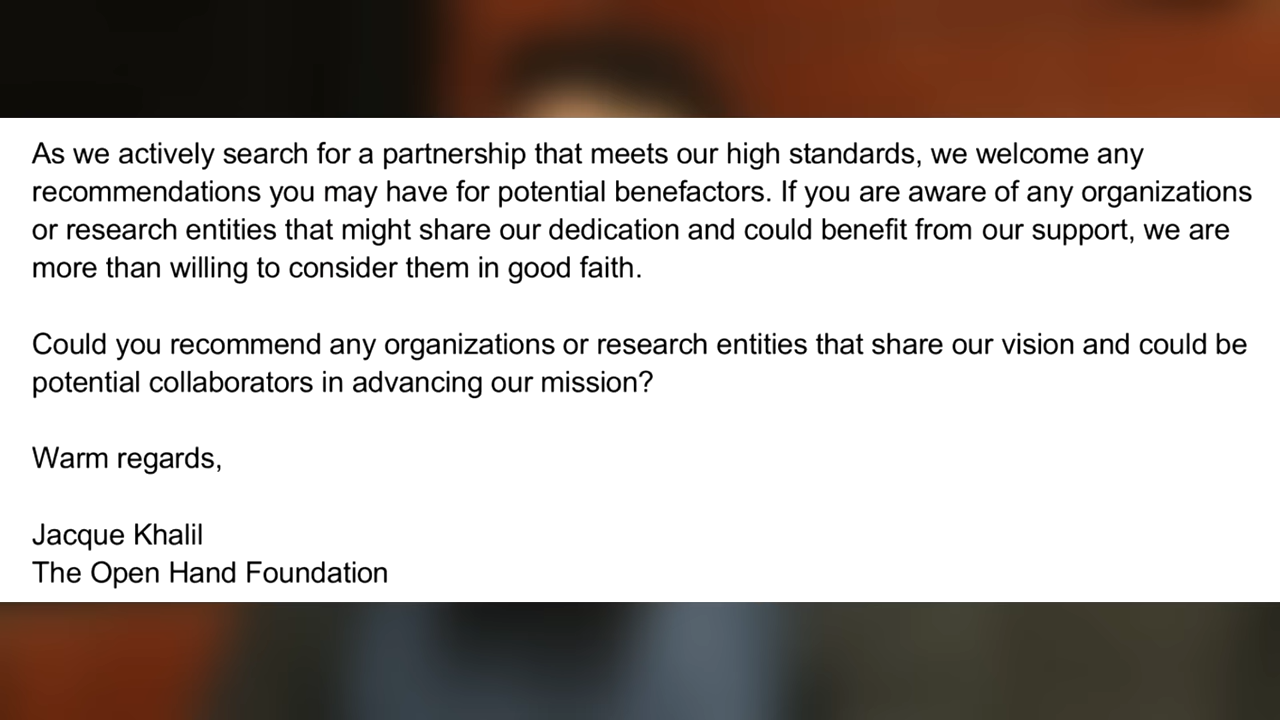 As we actively search for a partnership that meets our high standards, we welcome any
recommendations you may have for potential benefactors. If you are aware of any organizations
or research entities that might share our dedication and could benefit from our support, we are
more than willing to consider them in good faith.
Could you recommend any organizations or research entities that share our vision and could be
potential collaborators in advancing our mission?
Warm regards,
Jacque Khalil
The Open Hand Foundation